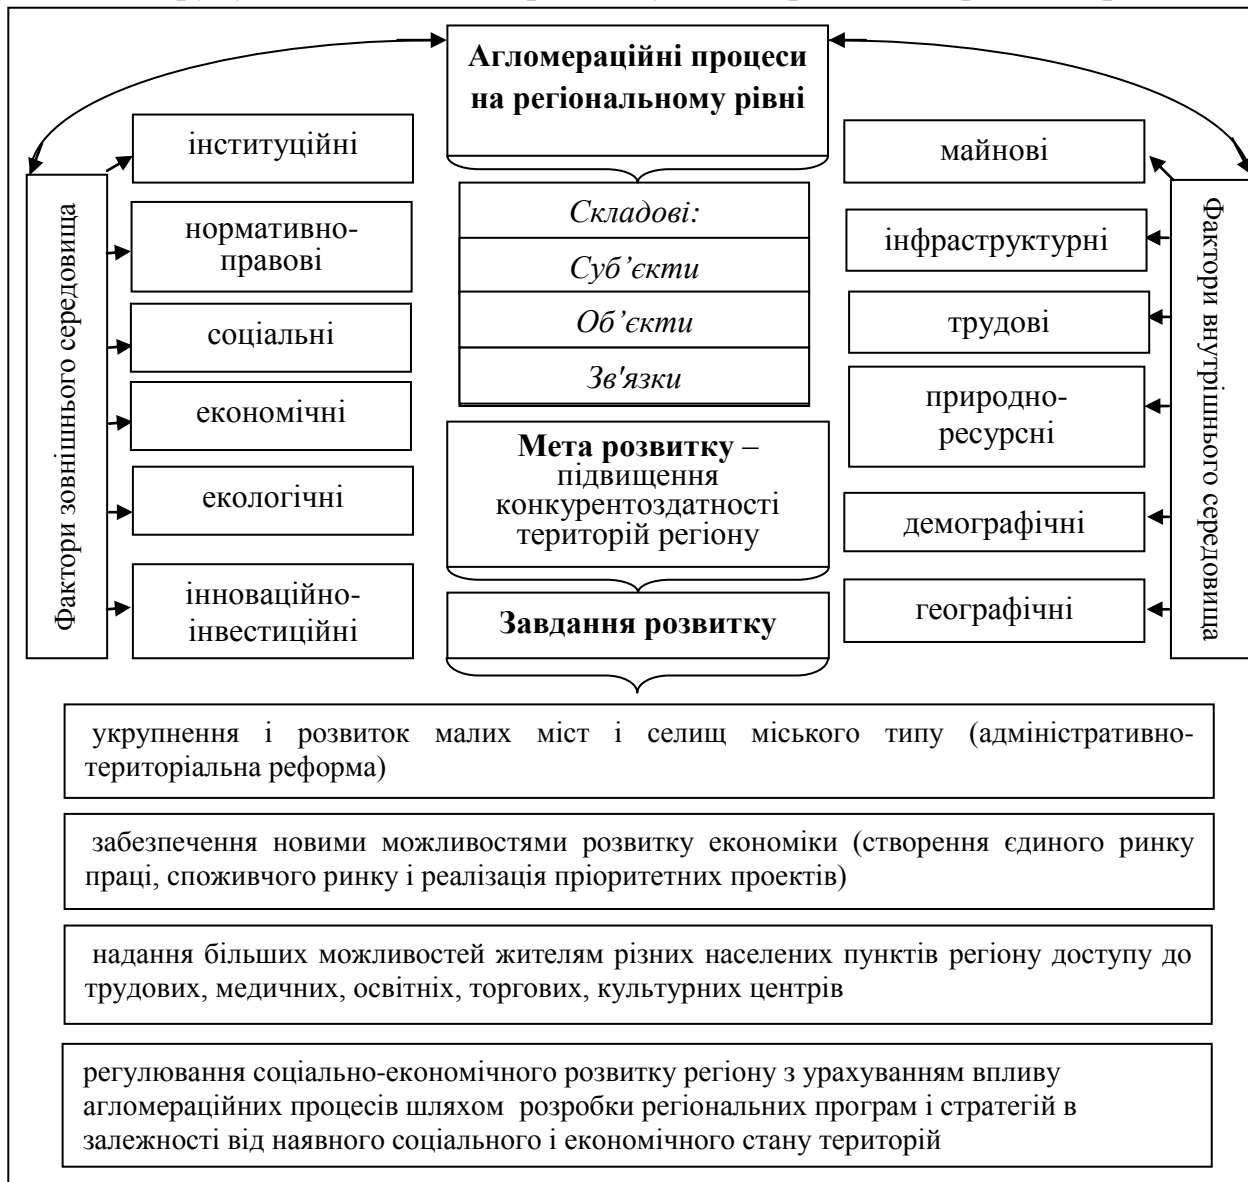 Агломераційні процеси
на регіональному рівні
Фактори зовнішнього середовища
інституційні
нормативно-
правові
соціальні
економічні
екологічні
інноваційно-
інвестиційні
Складові:
Суб’єкти
Об’єкти
Зв'язки
Мета розвитку –
підвищення
конкурентоздатності
територій регіону
Завдання розвитку
майнові
інфраструктурні
трудові
природно-
ресурсні
демографічні
географічні
Фактори внутрішнього середовища
укрупнення і розвиток малих міст і селищ міського типу (адміністративно-
територіальна реформа)
забезпечення новими можливостями розвитку економіки (створення єдиного ринку
праці, споживчого ринку і реалізація пріоритетних проектів)
надання більших можливостей жителям різних населених пунктів регіону доступу до
трудових, медичних, освітніх, торгових, культурних центрів
регулювання соціально-економічного розвитку регіону з урахуванням впливу
агломераційних процесів шляхом розробки регіональних програм і стратегій в
залежності від наявного соціального і економічного стану територій